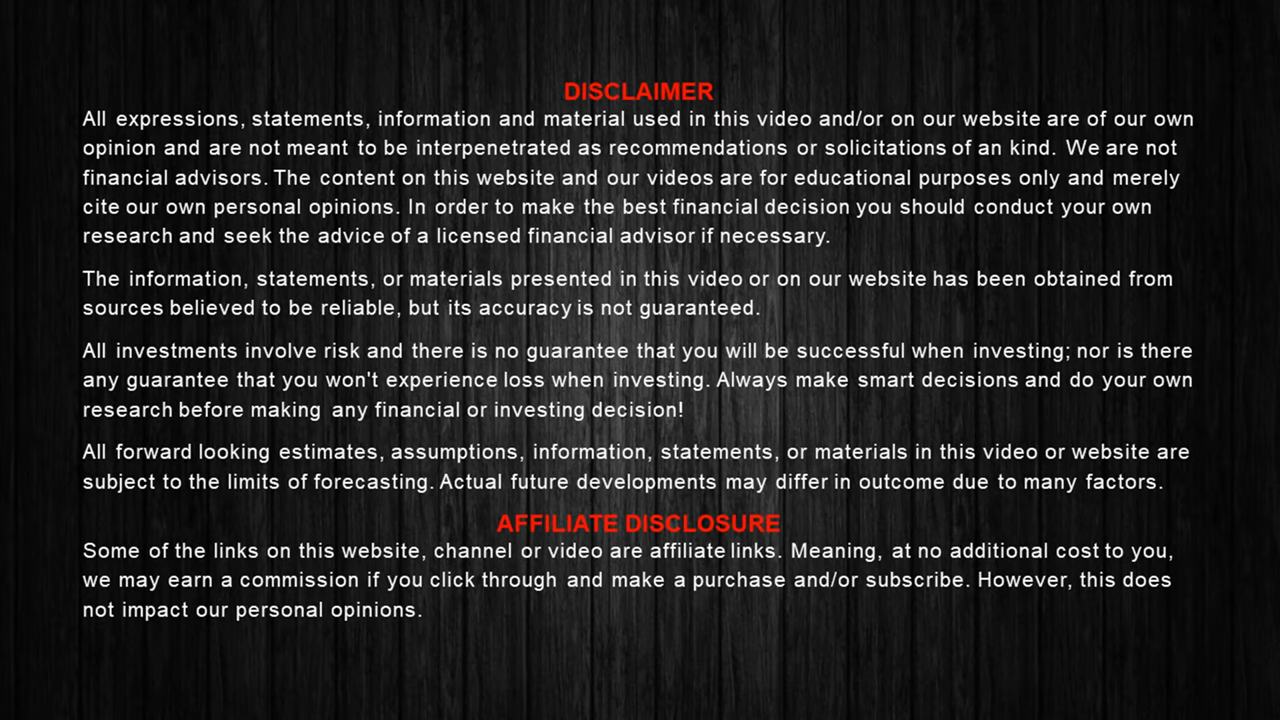 DISCLAIMER
All expressions, statements, information and material used in this video and/or on our website are of our own
opinion and are not meant to be interpenetrated as recommendations or solicitations of an kind. We are not
financial advisors. The content on this website and our videos are for educational purposes only and merely
cite our own personal opinions. In order to make the best financial decision you should conduct your own
research and seek the advice of a licensed financial advisor if necessary.
The information, statements, or materials presented in this video or on our website has been obtained from
sources believed to be reliable, but its accuracy is not guaranteed.
All investments involve risk and there is no guarantee that you will be successful when investing; nor is there
any guarantee that you won't experience loss when investing. Always make smart decisions and do your own
research before making any financial or investing decision!
All forward looking estimates, assumptions, information, statements, or materials in this video or website are
subject to the limits of forecasting. Actual future developments may differ in outcome due to many factors.
AFFILIATE DISCLOSURE
Some of the links on this website, channel or video are affiliate links. Meaning, at no additional cost to you,
we may earn a commission if you click through and make a purchase and/or subscribe. However, this does
not impact our personal opinions.